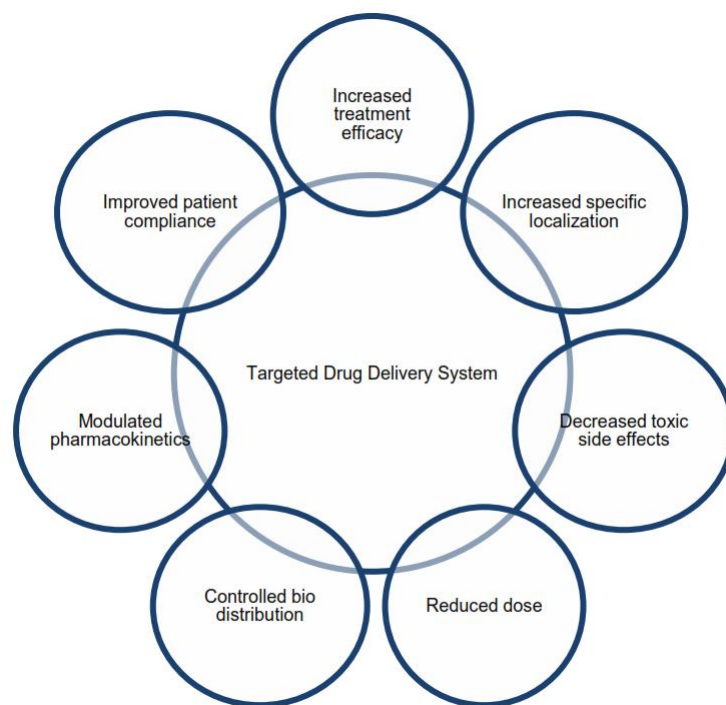 Increased
treatment
efficacy
Increased specific
localization
Decreased toxic
side effects
Reduced dose
Controlled bio
distribution
Modulated
pharmacokinetics
Improved patient
compliance
Targeted Drug Delivery System